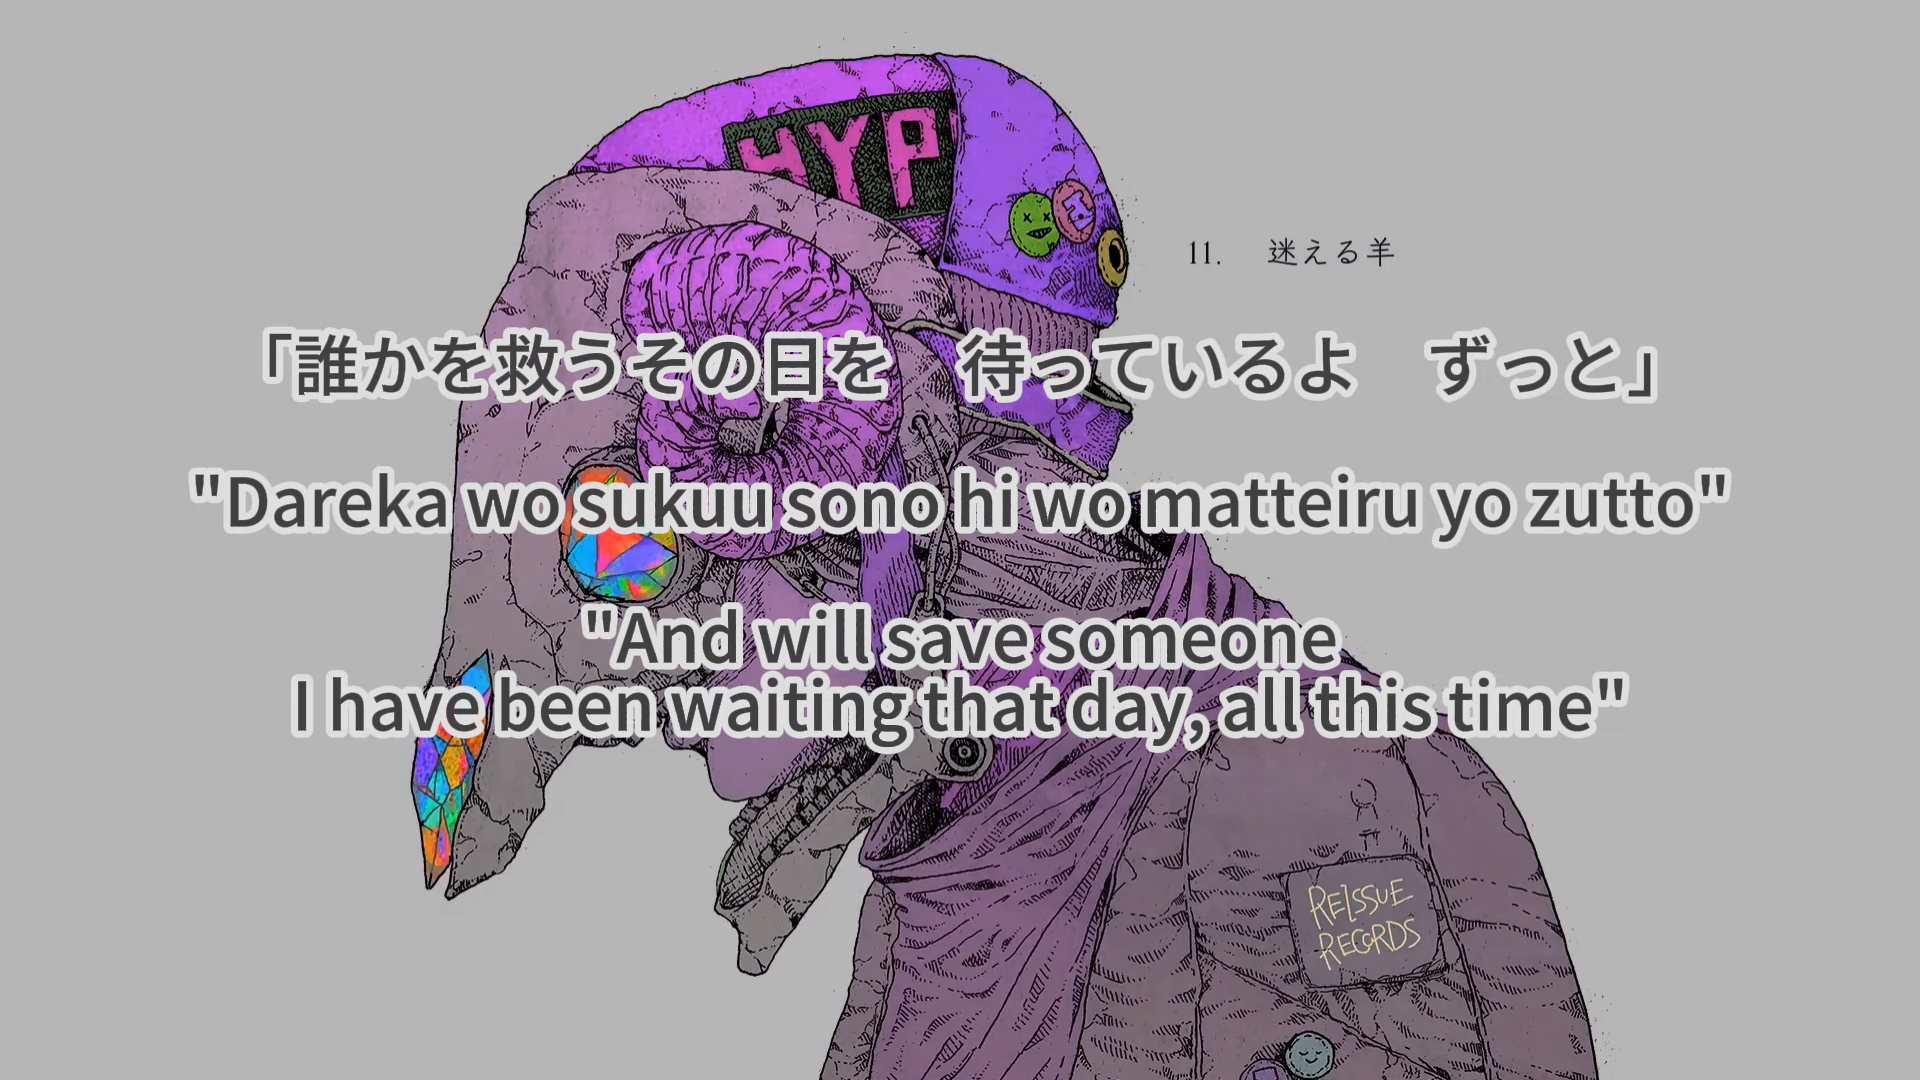 HYP
11. 迷える羊
「誰かを救うその日を　待っているよ　ずっと」
"Dareka wo sukuu sono hi wo matteiru yo zutto"
"And will save someone
I have been waiting that day, all this time"
REISSUE
RECORDS